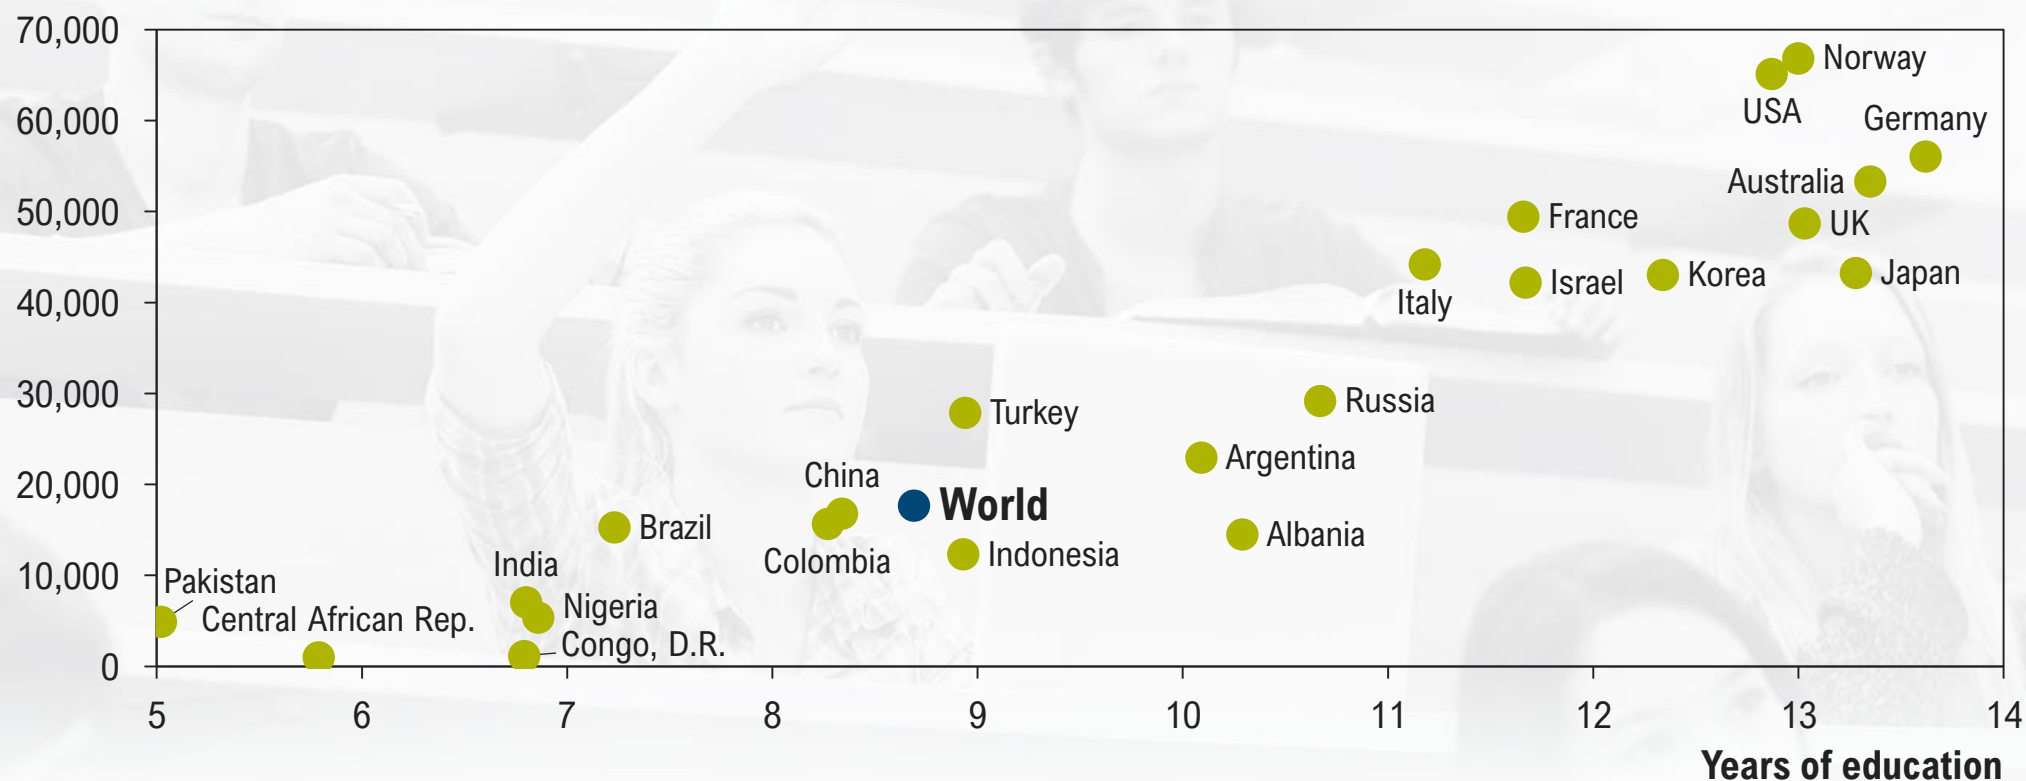 70,000
60,000
50,000
40,000
30,000
20,000
10,000
0
Norway
USA
Germany
Australia
France
UK
Italy
Israel
Korea
Japan
Turkey
Russia
Argentina
China
World
Brazil
Albania
Colombia
Indonesia
India
Pakistan
Nigeria
Central African Rep.
Congo, D.R.
5 6 7 8 9 10 11 12 13 14
Years of education